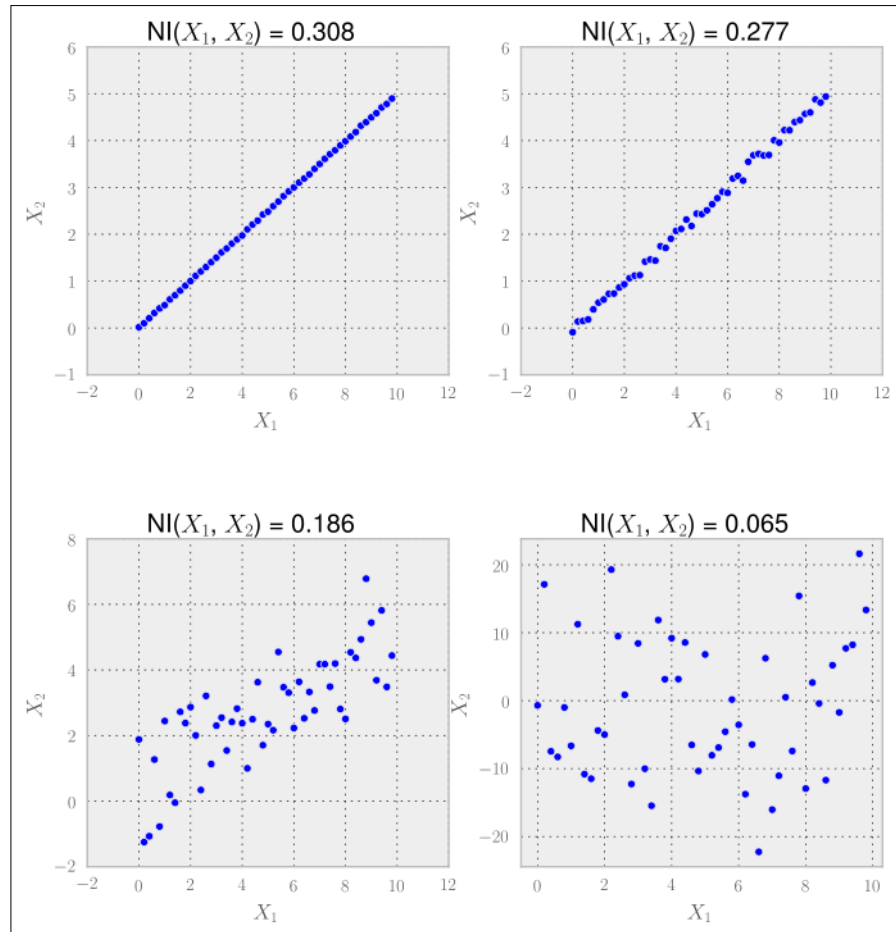 NI(X₁, X₂) = 0.308
6
5
4
3
2
1
0
−1
X₂
−2 0 2 4 6 8 10 12
X₁
NI(X₁, X₂) = 0.277
6
5
4
3
2
1
0
−1
X₂
−2 0 2 4 6 8 10 12
X₁
NI(X₁, X₂) = 0.186
8
6
4
2
0
−2
X₂
−2 0 2 4 6 8 10 12
X₁
NI(X₁, X₂) = 0.065
20
10
0
−10
−20
X₂
0 2 4 6 8 10
X₁